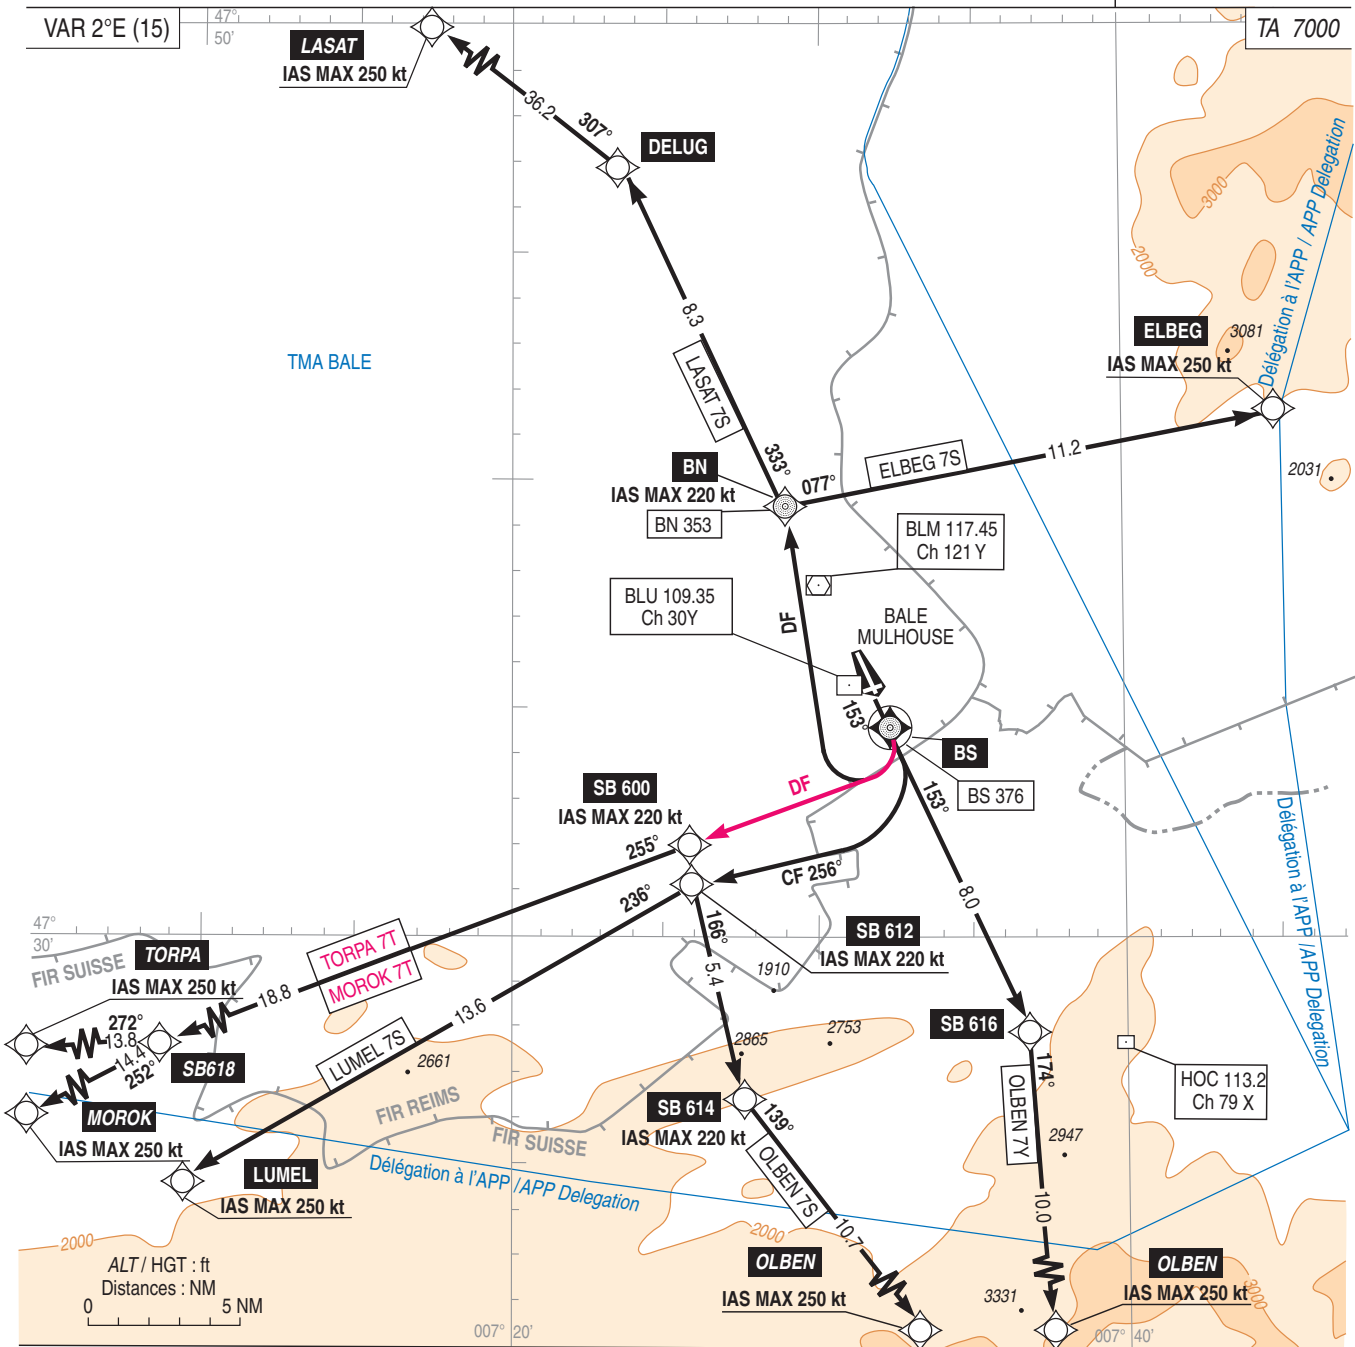 VAR 2°E (15)
47°
50'
TA 7000
LASAT
IAS MAX 250 kt
36.2
307°
DELUG
3000
2000
Délégation à l'APP / APP Delegation
8.3
LASAT 7S
TMA BALE
ELBEG
3081
IAS MAX 250 kt
333°
BN
IAS MAX 220 kt
BN 353
077°
ELBEG 7S
11.2
2031
BLM 117.45
Ch 121 Y
BLU 109.35
Ch 30Y
DF
BALE
MULHOUSE
153°
BS
BS 376
153°
DF
SB 600
IAS MAX 220 kt
255°
CF 256°
236°
8.0
Délégation à l'APP /APP Delegation
47°
30'
FIR SUISSE
TORPA
IAS MAX 250 kt
TORPA 7T
MOROK 7T
166°
5.4
SB 612
IAS MAX 220 kt
1910
18.8
13.6
272°
13.8
14.4
252°
SB618
LUMEL 7S
2661
2865
2753
SB 616
174°
HOC 113.2
Ch 79 X
MOROK
IAS MAX 250 kt
FIR REIMS
FIR SUISSE
SB 614
IAS MAX 220 kt
139°
OLBEN 7S
OLBEN 7Y
2947
LUMEL
IAS MAX 250 kt
Délégation à l'APP /APP Delegation
2000
2000
10.7
10.0
ALT / HGT : ft
Distances : NM
0
5 NM
OLBEN
IAS MAX 250 kt
OLBEN
IAS MAX 250 kt
3000
3331
007° 20'
007° 40'